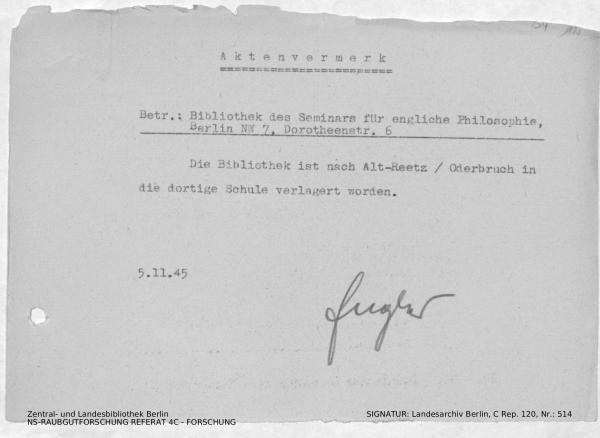 A k t e n v e r m e r k
Betr.: Bibliothek des Seminars für engliche Philosophie,
Berlin NW 7, Dorotheenstr. 6
Die Bibliothek ist nach Alt-Reetz / Oderbruch in
die dortige Schule verlagert worden.
5.11.45
Zentral- und Landesbibliothek Berlin
NS-RAUBGUTFORSCHUNG REFERAT 4C - FORSCHUNG
SIGNATUR: Landesarchiv Berlin, C Rep. 120, Nr.: 514